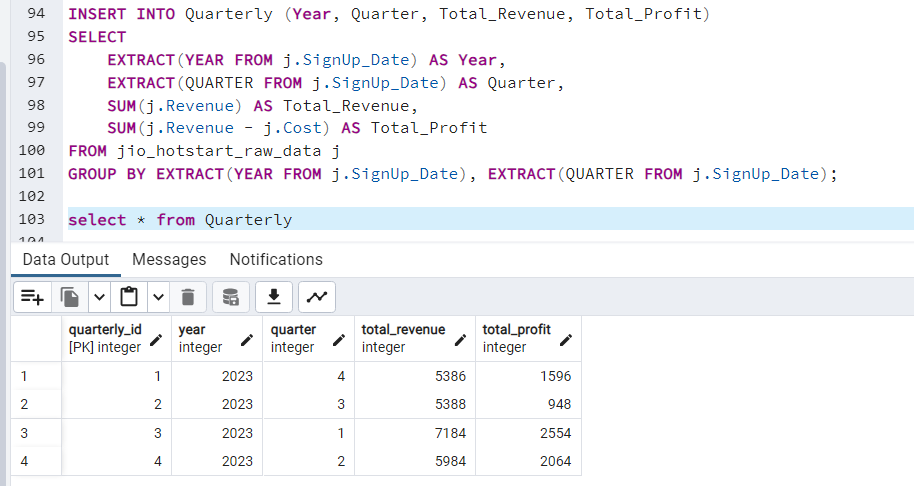 94 INSERT INTO Quarterly (Year, Quarter, Total_Revenue, Total_Profit)
95 SELECT
96 EXTRACT(YEAR FROM j.SignUp_Date) AS Year,
97 EXTRACT(QUARTER FROM j.SignUp_Date) AS Quarter,
98 SUM(j.Revenue) AS Total_Revenue,
99 SUM(j.Revenue - j.Cost) AS Total_Profit
100 FROM jio_hotstart_raw_data j
101 GROUP BY EXTRACT(YEAR FROM j.SignUp_Date), EXTRACT(QUARTER FROM j.SignUp_Date);
102
103 select * from Quarterly
104
Data Output Messages Notifications
quarterly_id year quarter total_revenue total_profit
[PK] integer integer integer integer integer
1 1 2023 4 5386 1596
2 2 2023 3 5388 948
3 3 2023 1 7184 2554
4 4 2023 2 5984 2064